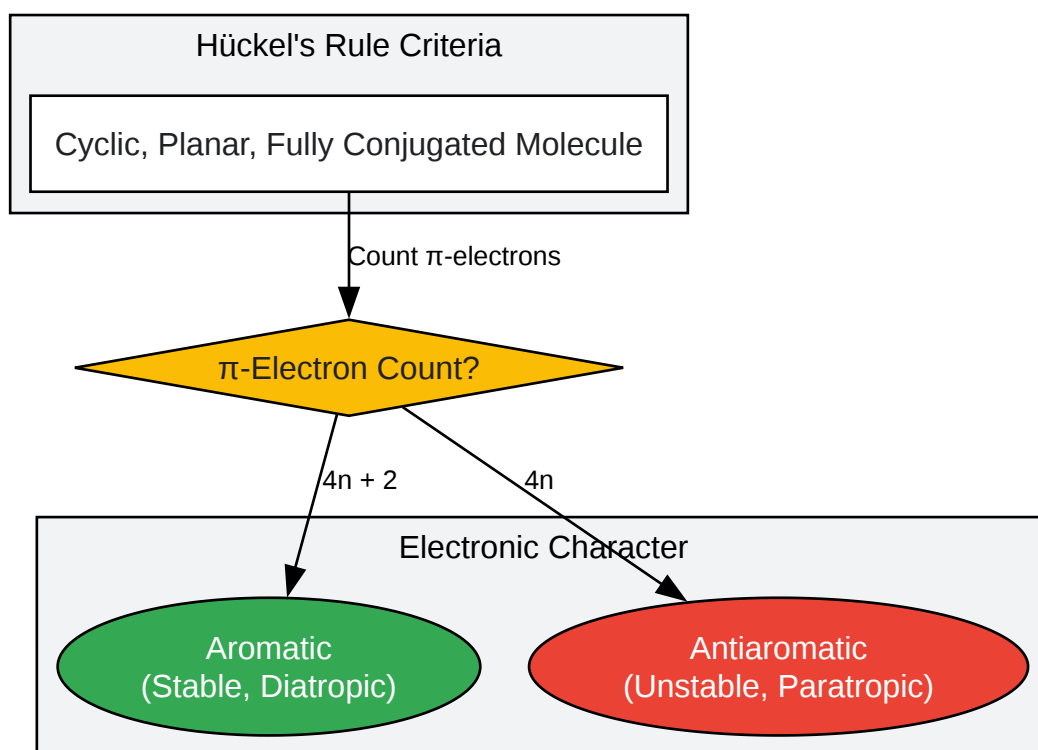 Hückel's Rule Criteria
Cyclic, Planar, Fully Conjugated Molecule
Count π-electrons
π-Electron Count?
4n + 2
4n
Electronic Character
Aromatic
(Stable, Diatropic)
Antiaromatic
(Unstable, Paratropic)